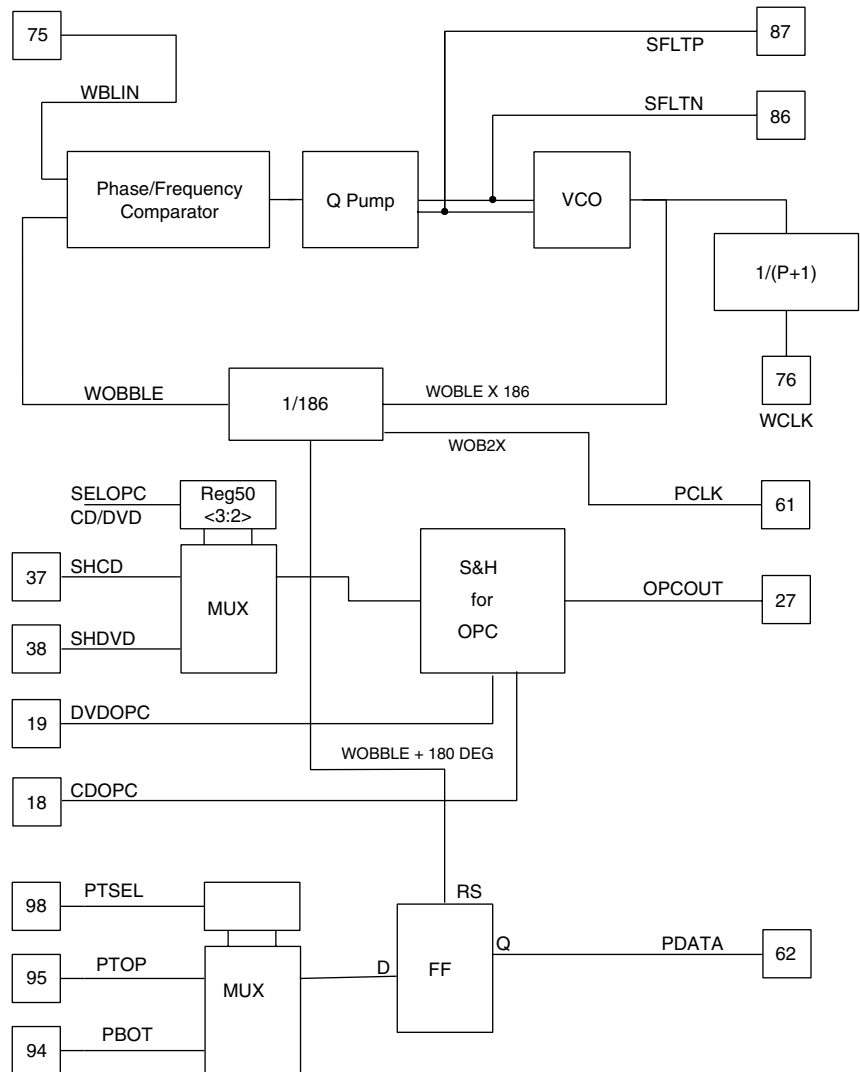 75
87
SFLTP
WBLIN
SFLTN
86
Phase/Frequency
Comparator
Q Pump
VCO
1/(P+1)
WOBBLE
1/186
WOBLE X 186
76
WCLK
WOB2X
SELOPC
CD/DVD
Reg50
<3:2>
PCLK
61
37
SHCD
MUX
S&H
for
OPC
OPCOUT
27
38
SHDVD
19
DVDOPC
WOBBLE + 180 DEG
18
CDOPC
98
PTSEL
RS
95
PTOP
MUX
D
FF
Q
PDATA
62
94
PBOT